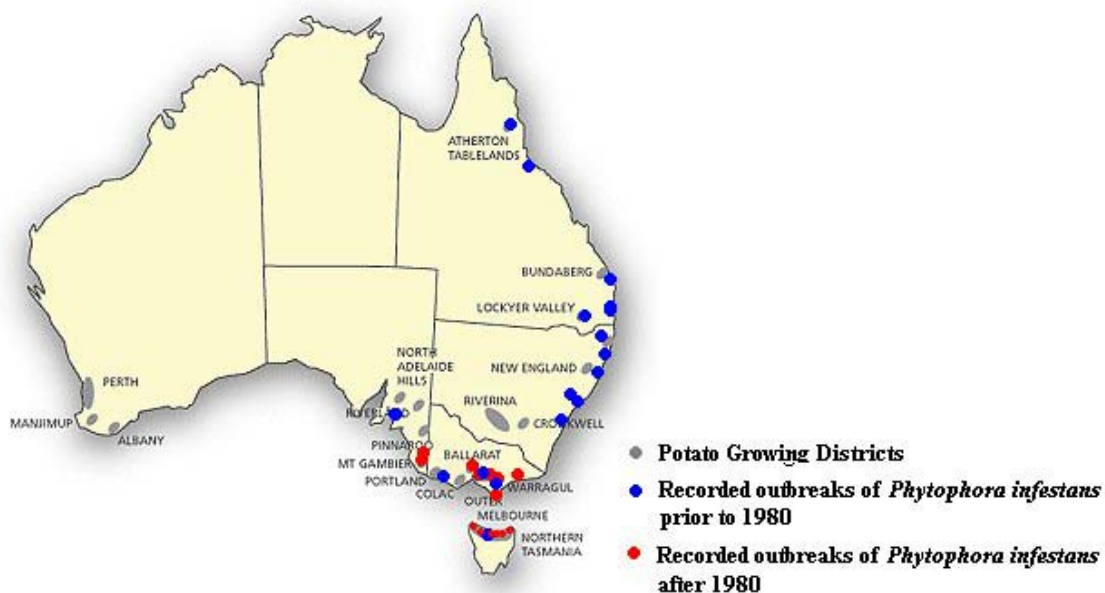 ATHERTON
TABLELANDS
BUNDABERG
LOCKYER VALLEY
NORTH
ADELAIDE
HILLS
NEW ENGLAND
PERTH
RIVERINA
RIVERLAND
MANJIMUP
CROOKWELL
ALBANY
PINNAROO
BALLARAT
MT GAMBIER
PORTLAND
WARRAGUL
COLAC
OUTER
MELBOURNE
NORTHERN
TASMANIA
Potato Growing Districts
Recorded outbreaks of Phytophora infestans
prior to 1980
Recorded outbreaks of Phytophora infestans
after 1980